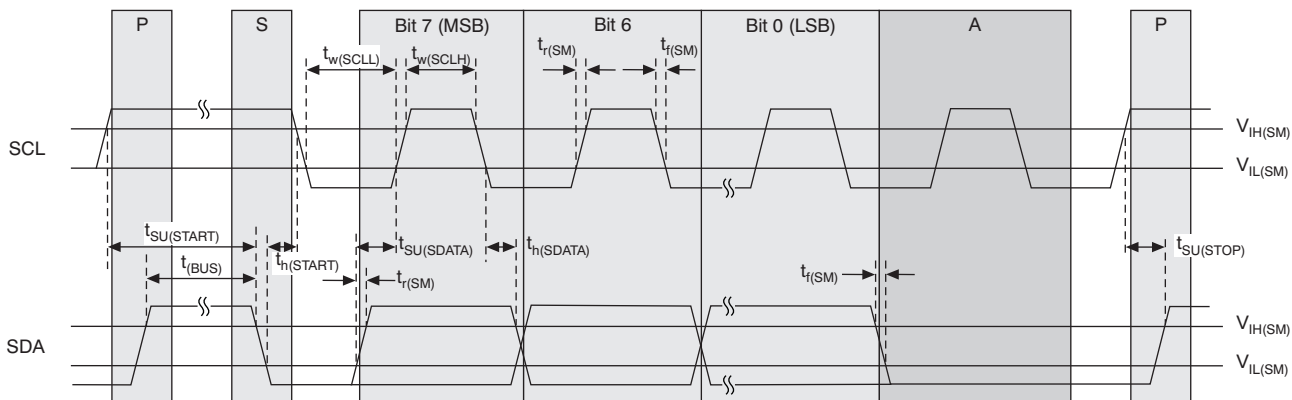 P S Bit 7 (MSB) Bit 6 Bit 0 (LSB) A P
tw(SCLL) tw(SCLH) tr(SM) tf(SM)
SCL
VIH(SM)
VIL(SM)
tSU(START) th(START) tSU(SDATA) th(SDATA) tSU(STOP)
t(BUS) tr(SM) tf(SM)
SDA
VIH(SM)
VIL(SM)